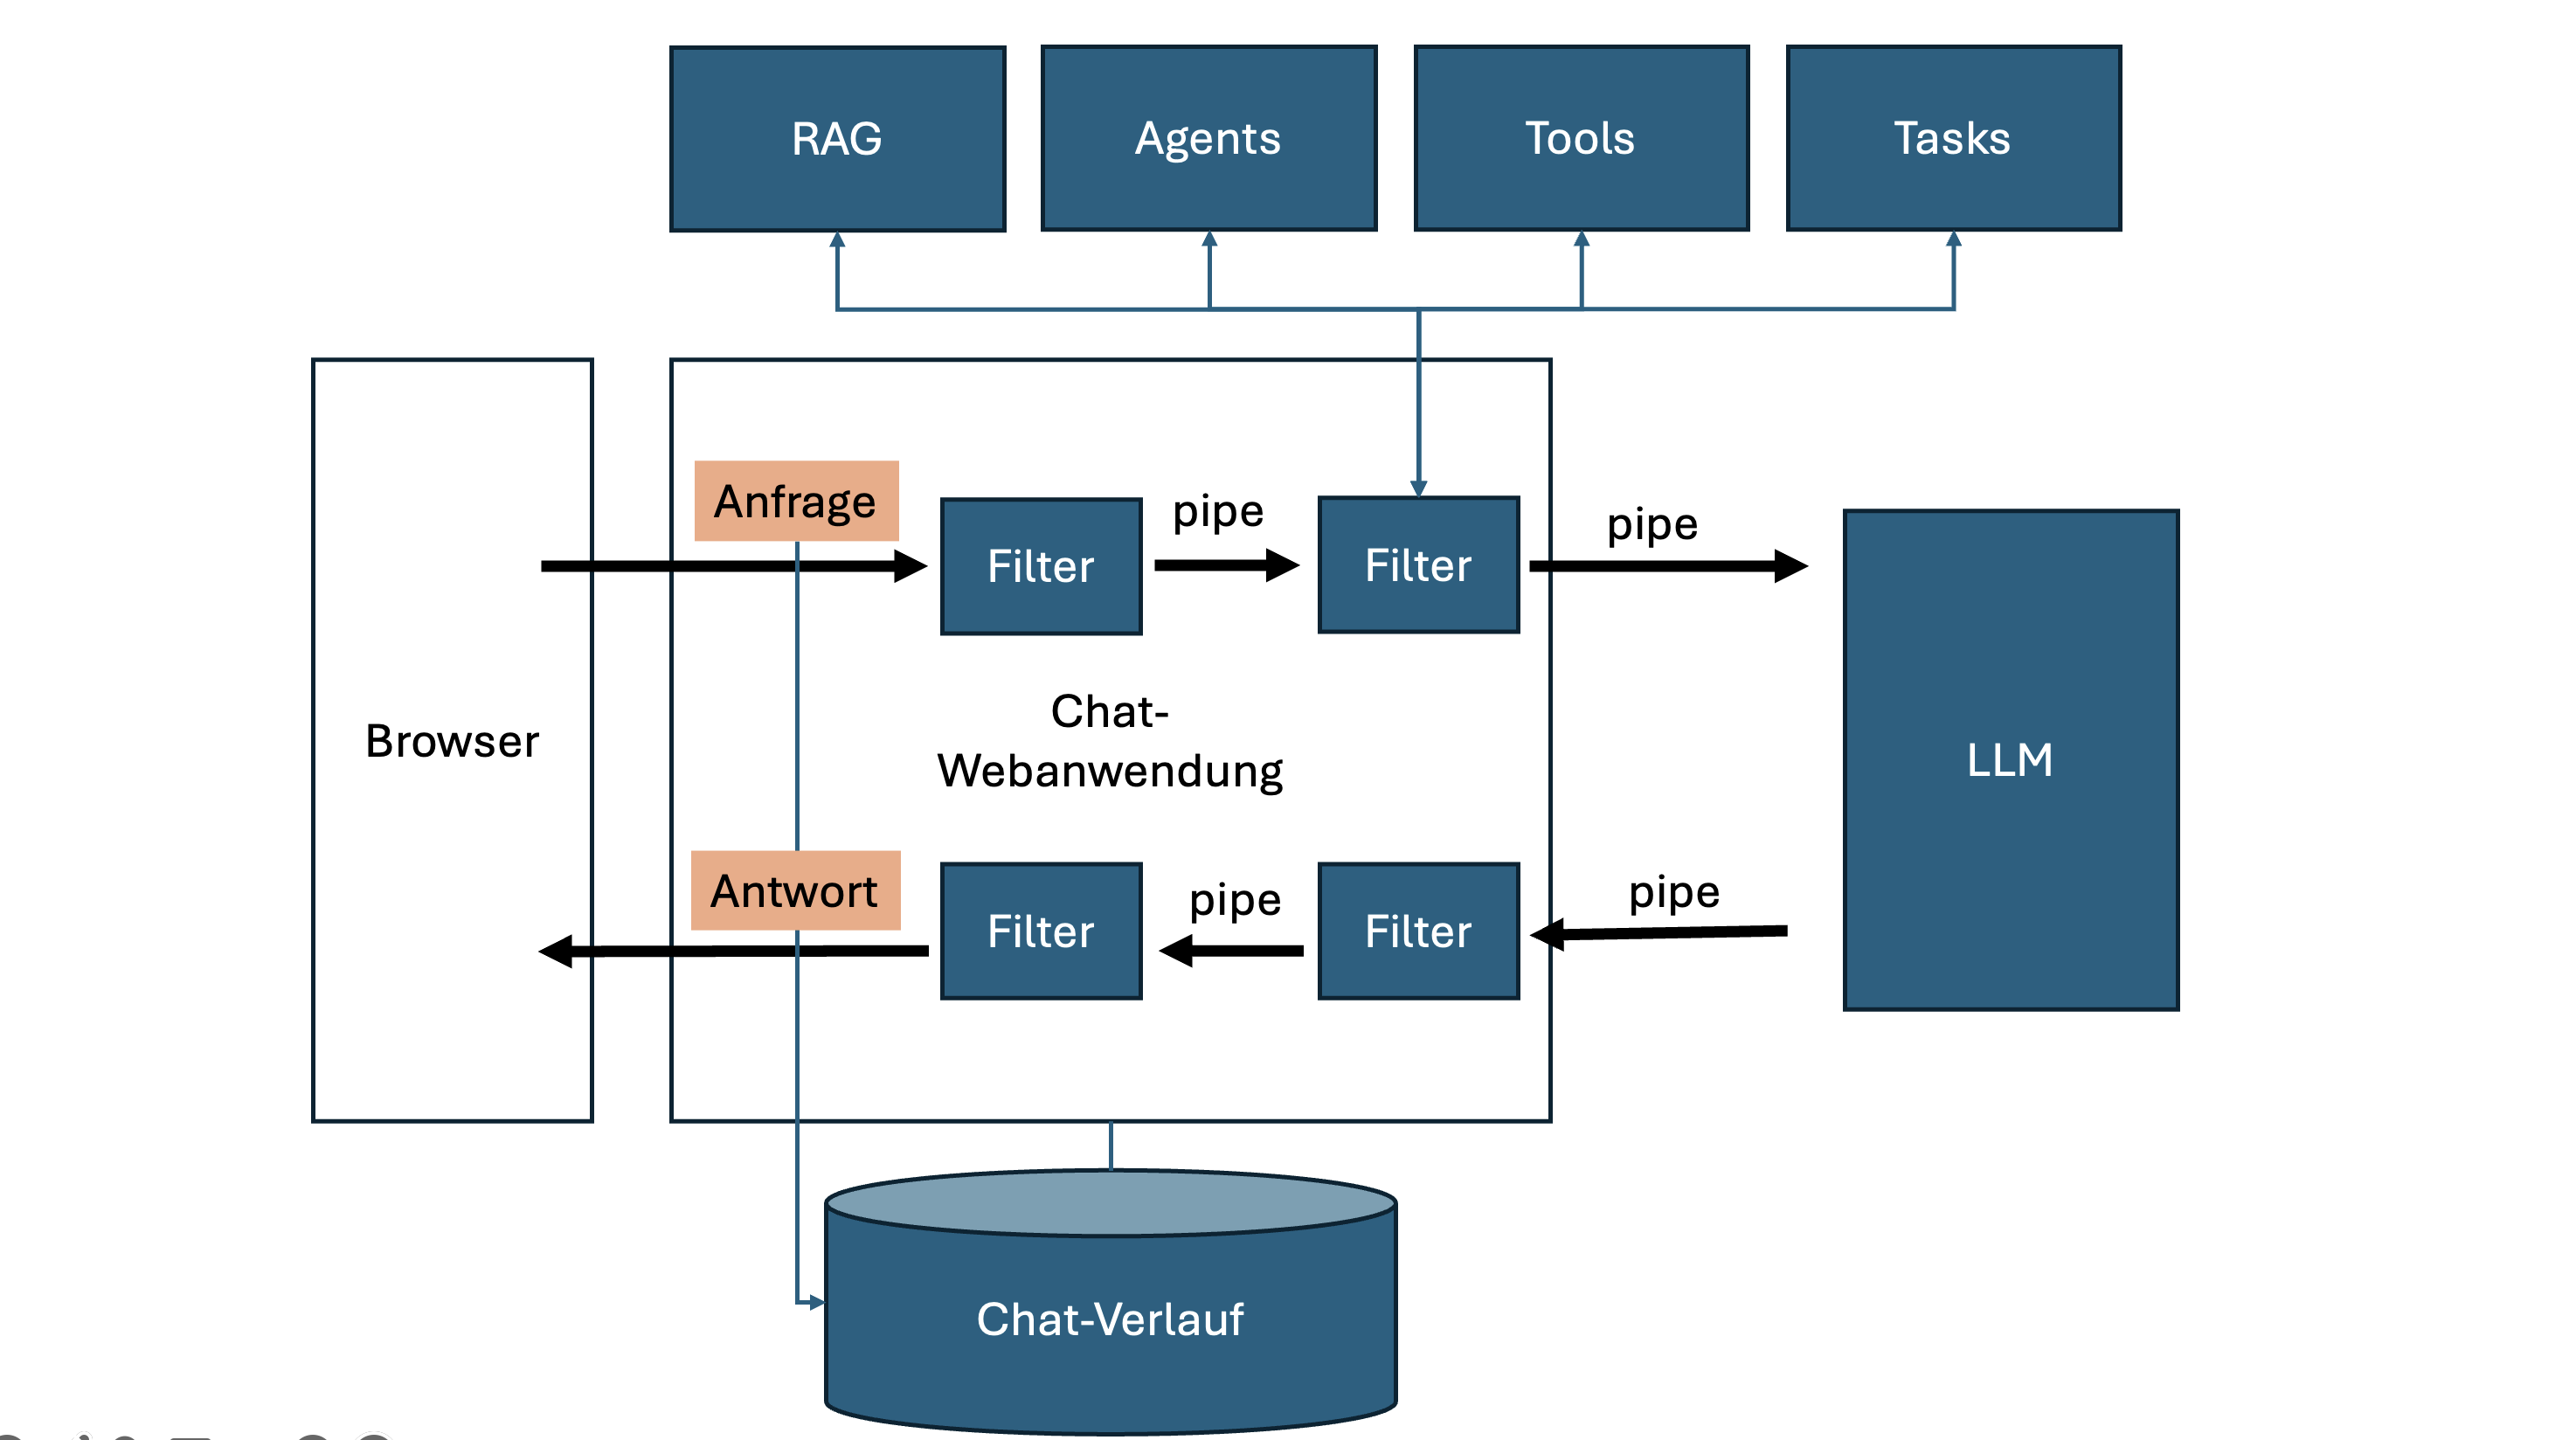 RAG
Agents
Tools
Tasks
Anfrage
pipe
pipe
Filter
Filter
Browser
Chat-
Webanwendung
LLM
Antwort
pipe
pipe
Filter
Filter
Chat-Verlauf